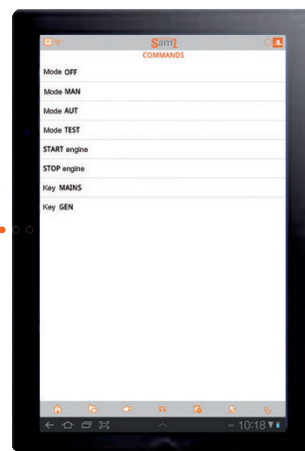 Sam1
COMMANDS
Mode OFF
Mode MAN
Mode AUT
Mode TEST
START engine
STOP engine
Key MAINS
Key GEN
10:18